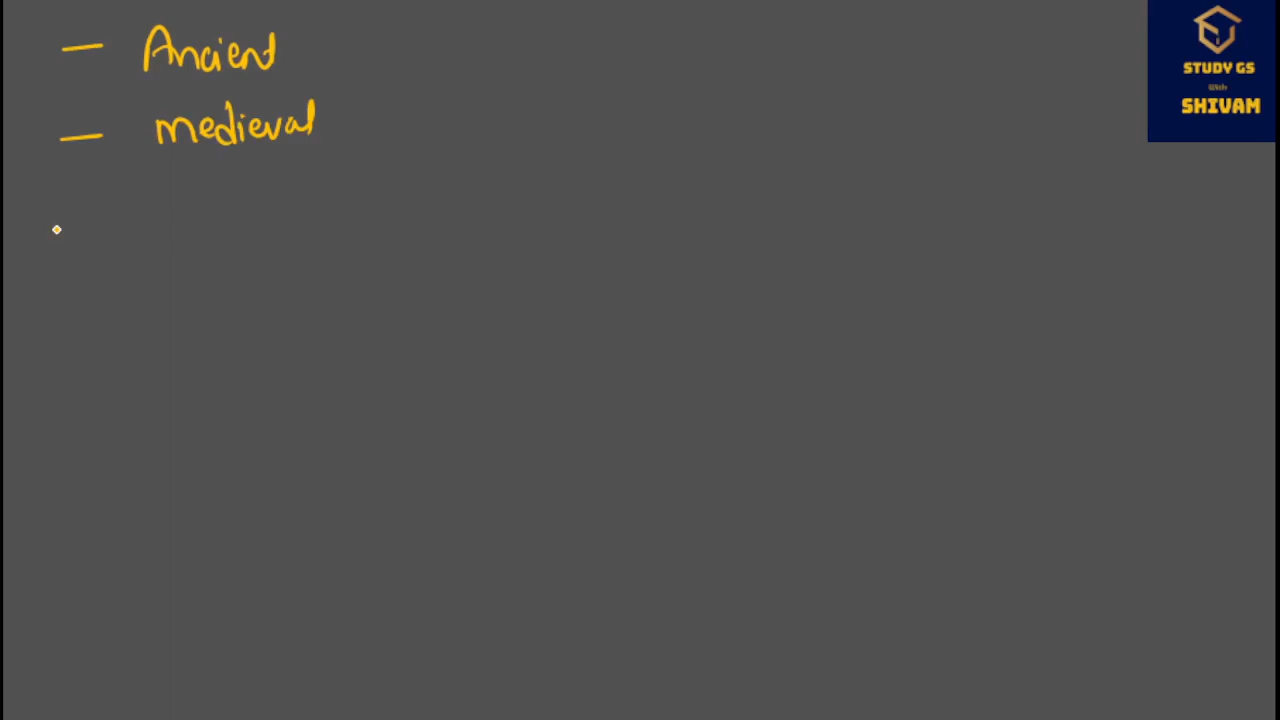 — Ancient
— medieval
STUDY GS
With
SHIVAM